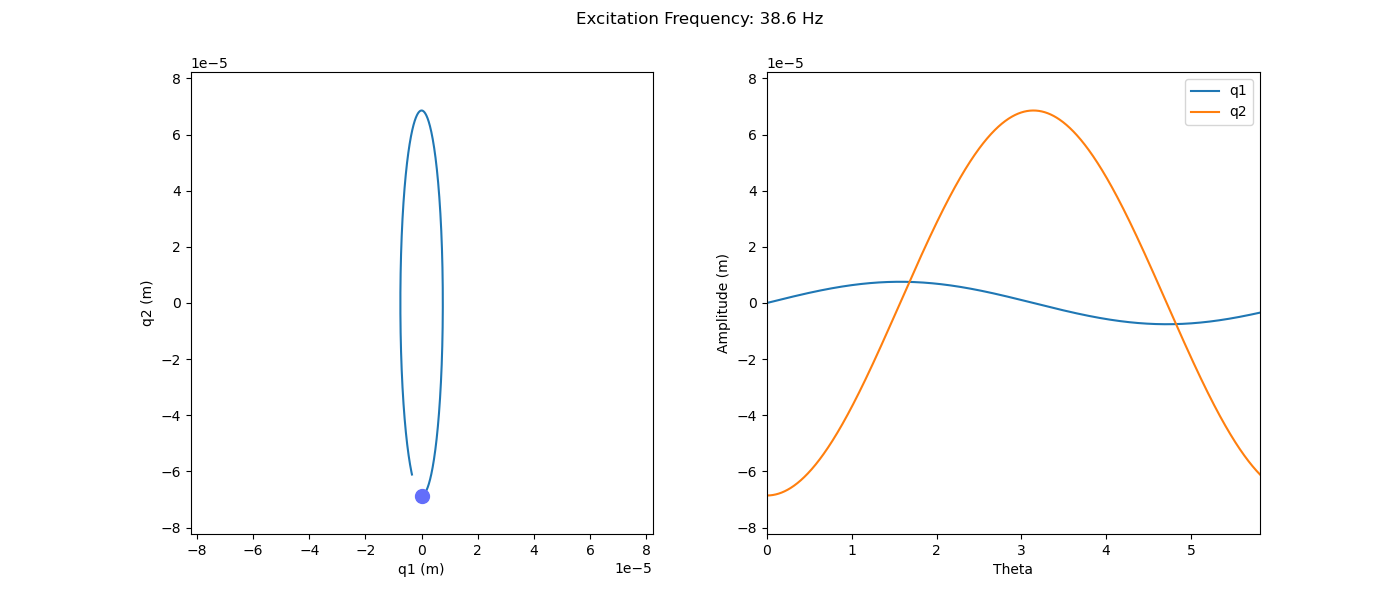 Excitation Frequency: 38.6 Hz
1e−5
8
6
4
2
0
−2
−4
−6
−8
q2 (m)
−8 −6 −4 −2 0 2 4 6 8
q1 (m)
1e−5
1e−5
8
6
4
2
0
−2
−4
−6
−8
Amplitude (m)
0 1 2 3 4 5
Theta
q1
q2